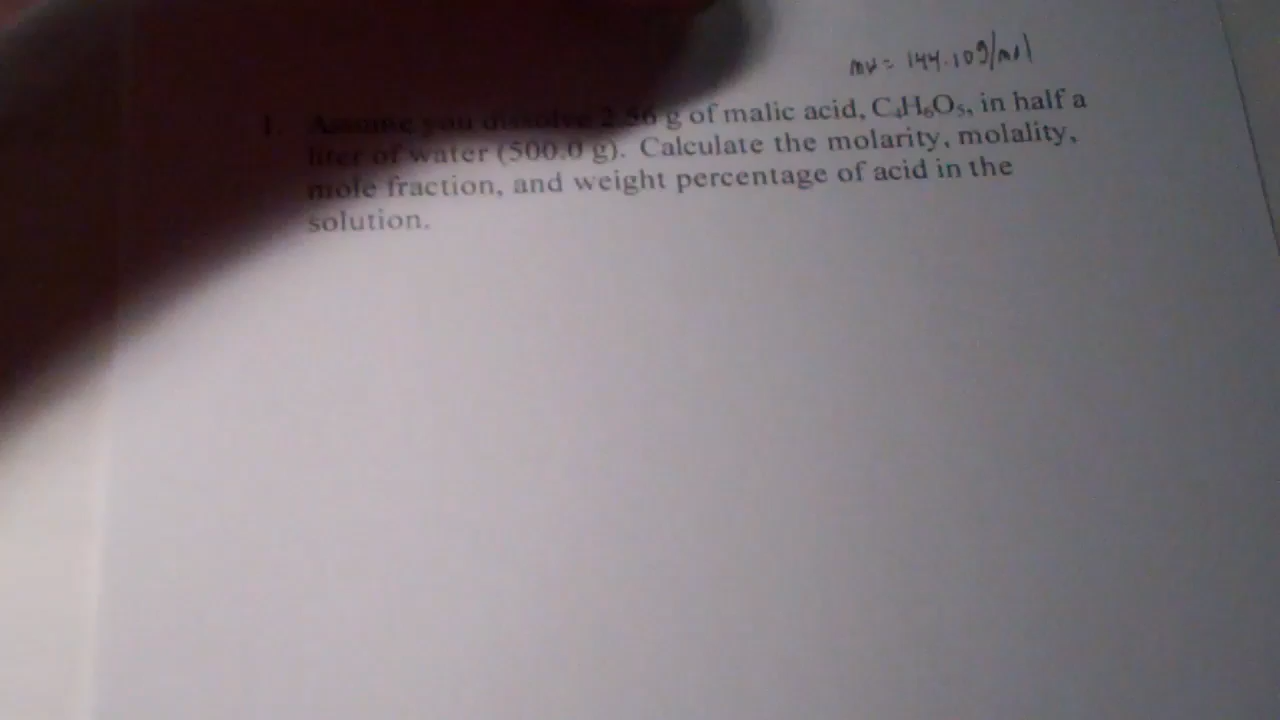 mw = 144.10 g/mol
1. Assume you dissolve 2.56 g of malic acid, C₄H₆O₅, in half a
liter of water (500.0 g). Calculate the molarity, molality,
mole fraction, and weight percentage of acid in the
solution.